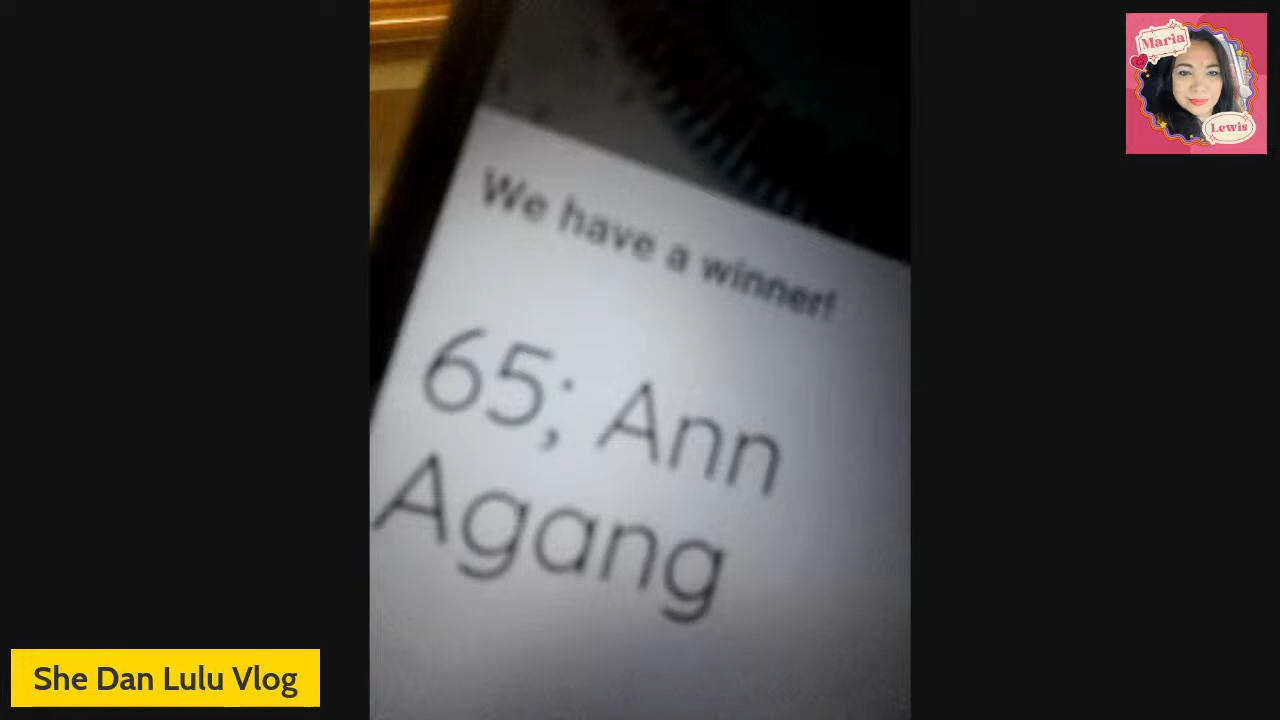 Maria
Lewis
We have a winner!
65; Ann
Agang
She Dan Lulu Vlog